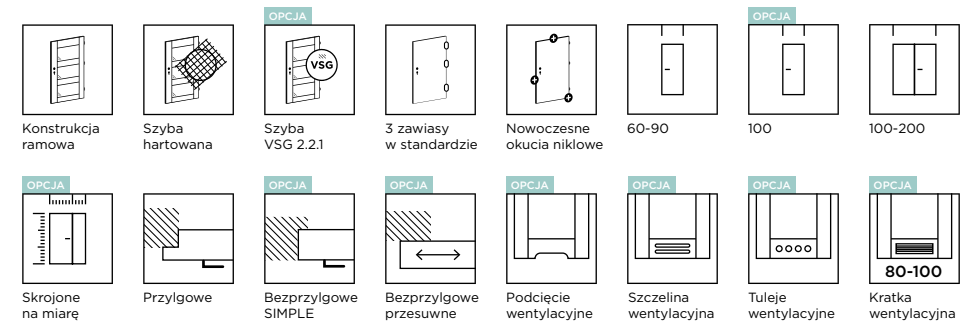 OPCJA
OPCJA
VSG
Konstrukcja
ramowa
Szyba
hartowana
Szyba
VSG 2.2.1
3 zawiasy
w standardzie
Nowoczesne
okucia niklowe
60-90
100
100-200
OPCJA
OPCJA
OPCJA
OPCJA
OPCJA
OPCJA
OPCJA
80-100
Skrojone
na miarę
Przylgowe
Bezprzylgowe
SIMPLE
Bezprzylgowe
przesuwne
Podcięcie
wentylacyjne
Szczelina
wentylacyjna
Tuleje
wentylacyjne
Kratka
wentylacyjna